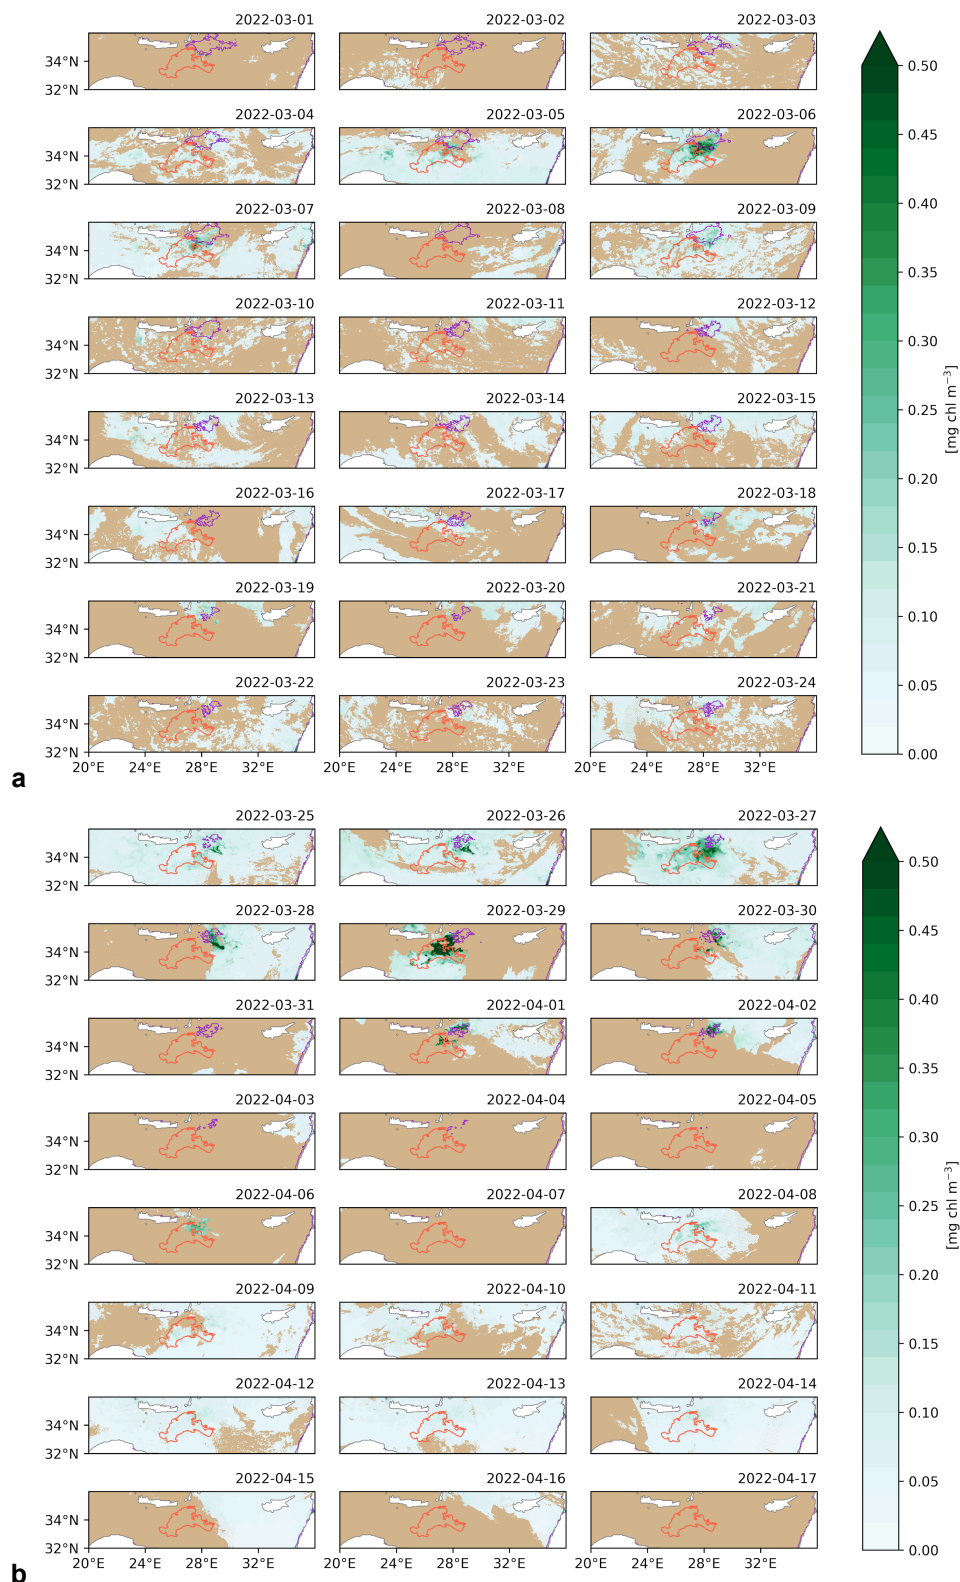 2022-03-01 2022-03-02 2022-03-03
34°N
32°N
2022-03-04 2022-03-05 2022-03-06
34°N
32°N
2022-03-07 2022-03-08 2022-03-09
34°N
32°N
2022-03-10 2022-03-11 2022-03-12
34°N
32°N
2022-03-13 2022-03-14 2022-03-15
34°N
32°N
2022-03-16 2022-03-17 2022-03-18
34°N
32°N
2022-03-19 2022-03-20 2022-03-21
34°N
32°N
2022-03-22 2022-03-23 2022-03-24
34°N
32°N
20°E 24°E 28°E 32°E 20°E 24°E 28°E 32°E 20°E 24°E 28°E 32°E
0.50
0.45
0.40
0.35
0.30
0.25
0.20
0.15
0.10
0.05
0.00
[mg chl m⁻³]
a
2022-03-25 2022-03-26 2022-03-27
34°N
32°N
2022-03-28 2022-03-29 2022-03-30
34°N
32°N
2022-03-31 2022-04-01 2022-04-02
34°N
32°N
2022-04-03 2022-04-04 2022-04-05
34°N
32°N
2022-04-06 2022-04-07 2022-04-08
34°N
32°N
2022-04-09 2022-04-10 2022-04-11
34°N
32°N
2022-04-12 2022-04-13 2022-04-14
34°N
32°N
2022-04-15 2022-04-16 2022-04-17
34°N
32°N
20°E 24°E 28°E 32°E 20°E 24°E 28°E 32°E 20°E 24°E 28°E 32°E
0.50
0.45
0.40
0.35
0.30
0.25
0.20
0.15
0.10
0.05
0.00
[mg chl m⁻³]
b